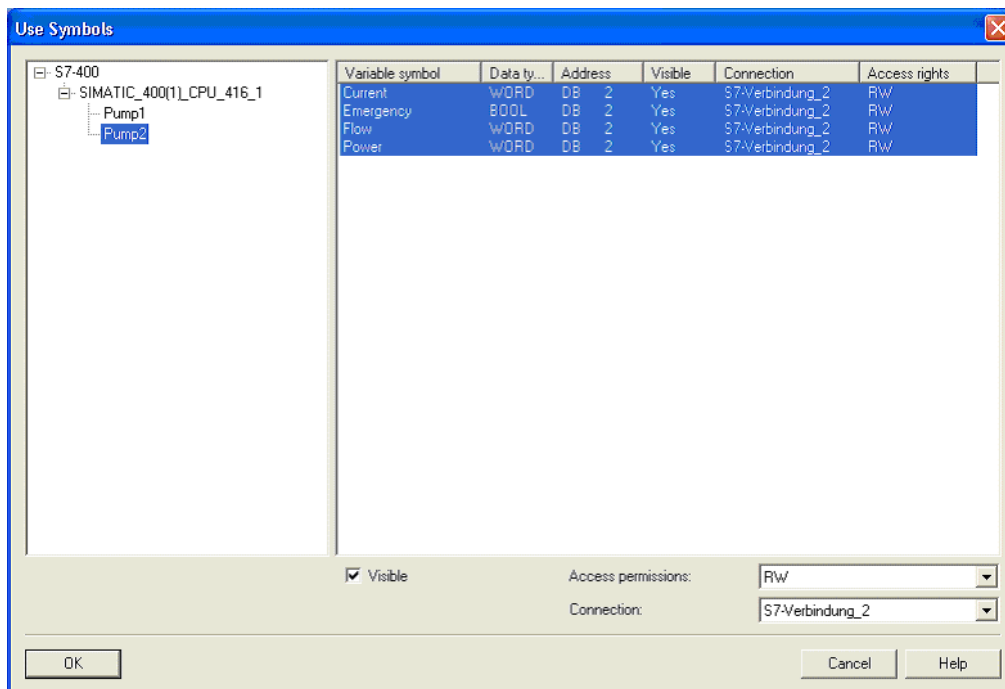 Use Symbols
S7-400
SIMATIC_400(1)_CPU_416_1
Pump1
Pump2
Variable symbol Data ty... Address Visible Connection Access rights
Current WORD DB 2 Yes S7-Verbindung_2 RW
Emergency BOOL DB 2 Yes S7-Verbindung_2 RW
Flow WORD DB 2 Yes S7-Verbindung_2 RW
Power WORD DB 2 Yes S7-Verbindung_2 RW
Visible Access permissions: RW
Connection: S7-Verbindung_2
OK Cancel Help